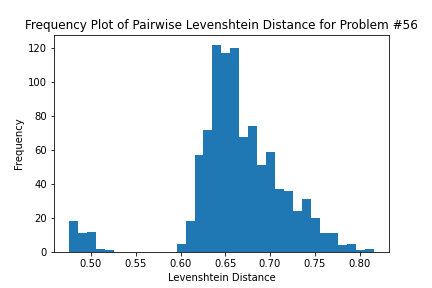 Frequency Plot of Pairwise Levenshtein Distance for Problem #56
120
100
80
60
40
20
0
Frequency
0.50 0.55 0.60 0.65 0.70 0.75 0.80
Levenshtein Distance